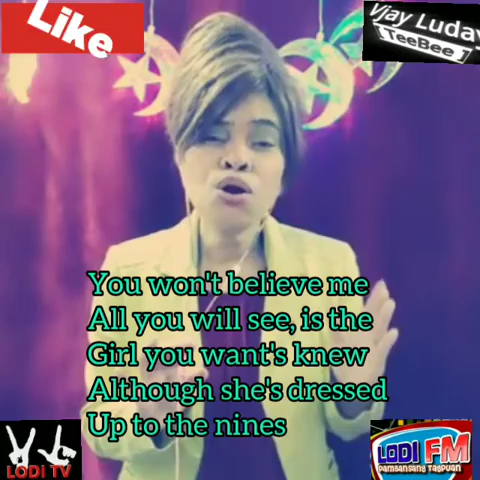 Like
Vjay Luday
TeeBee
You won't believe me
All you will see, is the
Girl you want's knew
Although she's dressed
Up to the nines
LODI TV
LODI FM
Pambansang Tagpuan